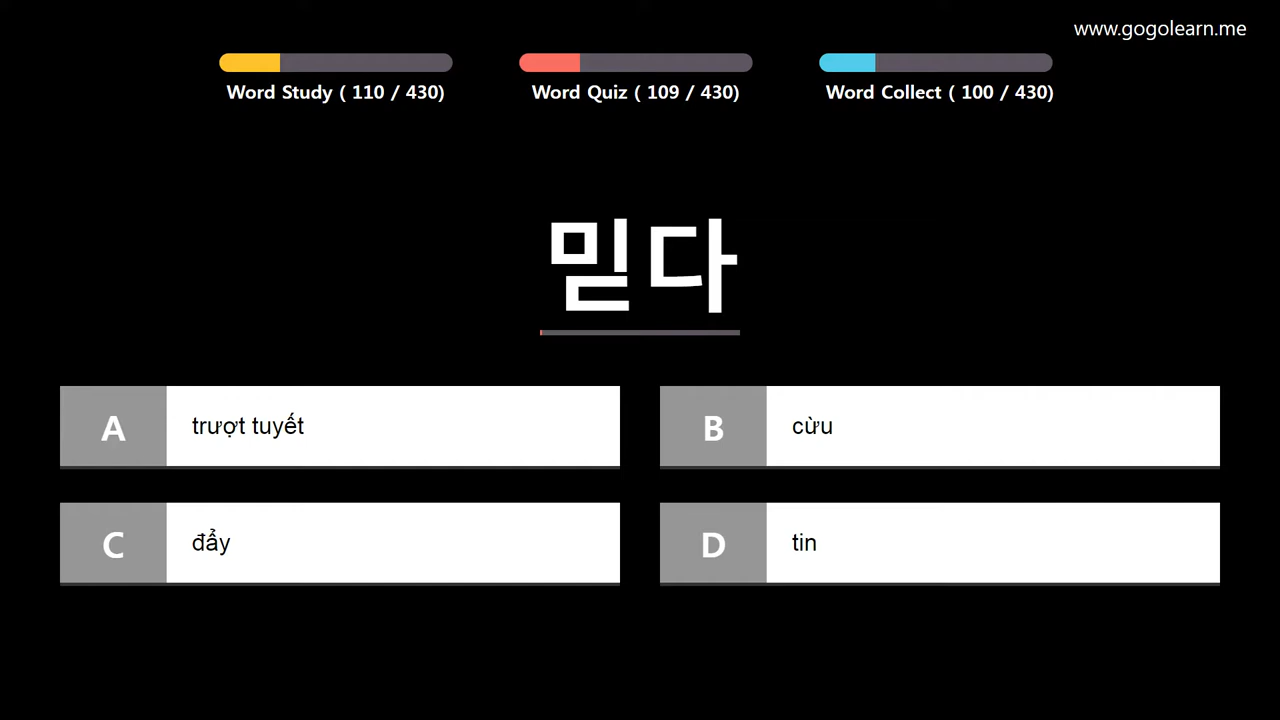 www.gogolearn.me
Word Study ( 110 / 430)
Word Quiz ( 109 / 430)
Word Collect ( 100 / 430)
믿다
A trượt tuyết
B cừu
C đẩy
D tin